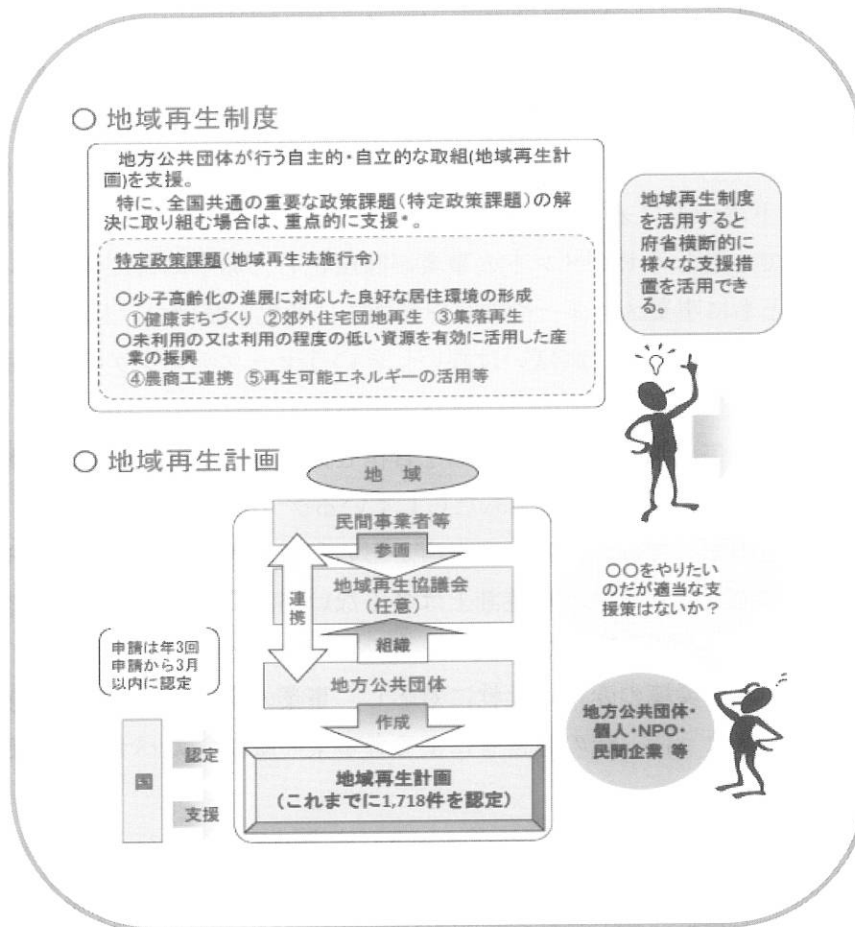 ○ 地域再生制度
地方公共団体が行う自主的・自立的な取組(地域再生計
画)を支援。
特に、全国共通の重要な政策課題（特定政策課題）の解
決に取り組む場合は、重点的に支援*。
特定政策課題(地域再生法施行令)
○少子高齢化の進展に対応した良好な居住環境の形成
①健康まちづくり ②郊外住宅団地再生 ③集落再生
○未利用の又は利用の程度の低い資源を有効に活用した産
業の振興
④農商工連携 ⑤再生可能エネルギーの活用等
地域再生制度
を活用すると
府省横断的に
様々な支援措
置を活用でき
る。
○ 地域再生計画
地 域
民間事業者等
参画
地域再生協議会
（任意）
連携
組織
地方公共団体
作成
地域再生計画
（これまでに1,718件を認定）
申請は年3回
申請から3月
以内に認定
国
認定
支援
○○をやりたい
のだが適当な支
援策はないか？
地方公共団体・
個人・NPO・
民間企業 等